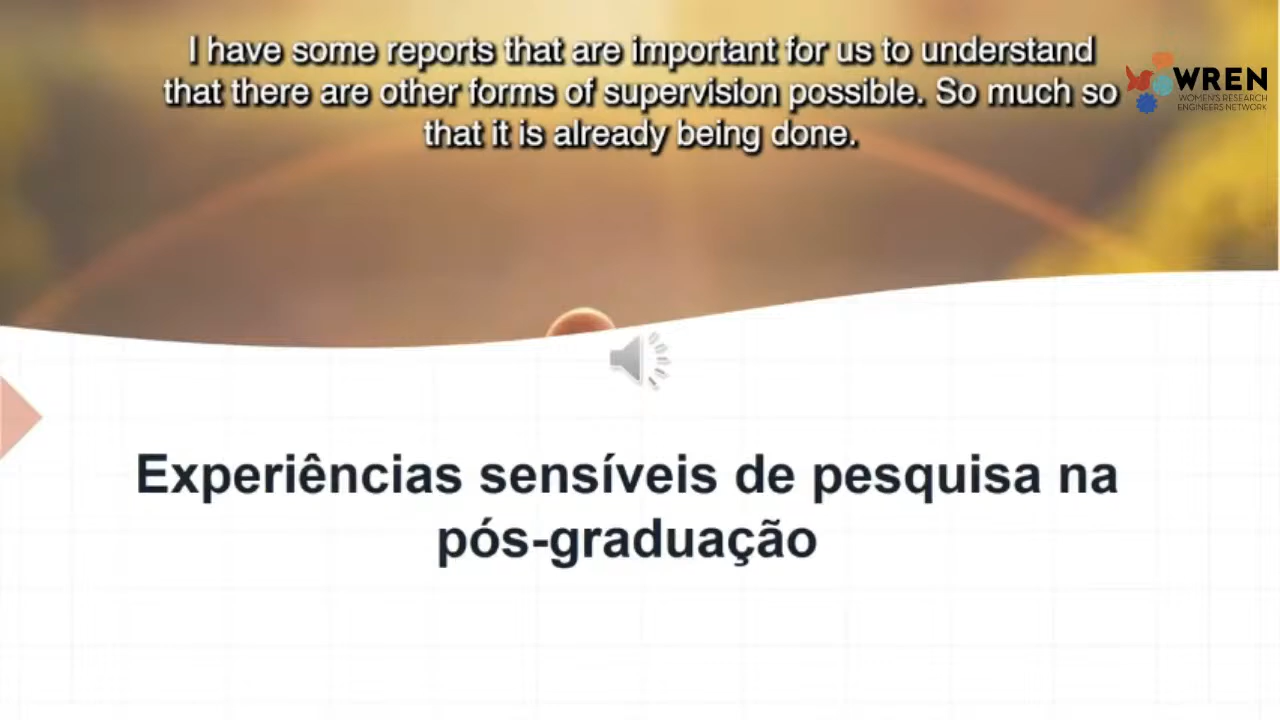 I have some reports that are important for us to understand
that there are other forms of supervision possible. So much so
that it is already being done.
WREN
WOMEN'S RESEARCH
ENGINEERS NETWORK
Experiências sensíveis de pesquisa na
pós-graduação